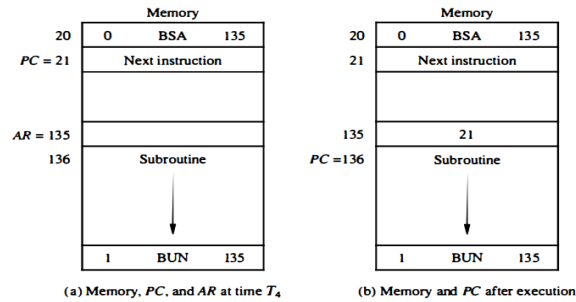 Memory
20 0 BSA 135
PC = 21 Next instruction
AR = 135
136 Subroutine
1 BUN 135
(a) Memory, PC, and AR at time T4
Memory
20 0 BSA 135
21 Next instruction
135 21
PC =136 Subroutine
1 BUN 135
(b) Memory and PC after execution